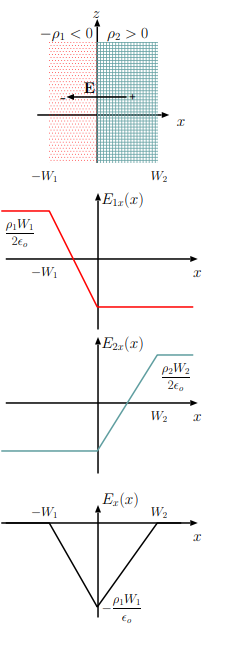 z
−ρ₁ < 0 ρ₂ > 0
E
- +
x
−W₁ W₂
E₁ₓ(x)
ρ₁W₁
2ϵₒ
−W₁ x
E₂ₓ(x)
ρ₂W₂
2ϵₒ
W₂ x
Eₓ(x)
−W₁ W₂
x
−ρ₁W₁
ϵₒ